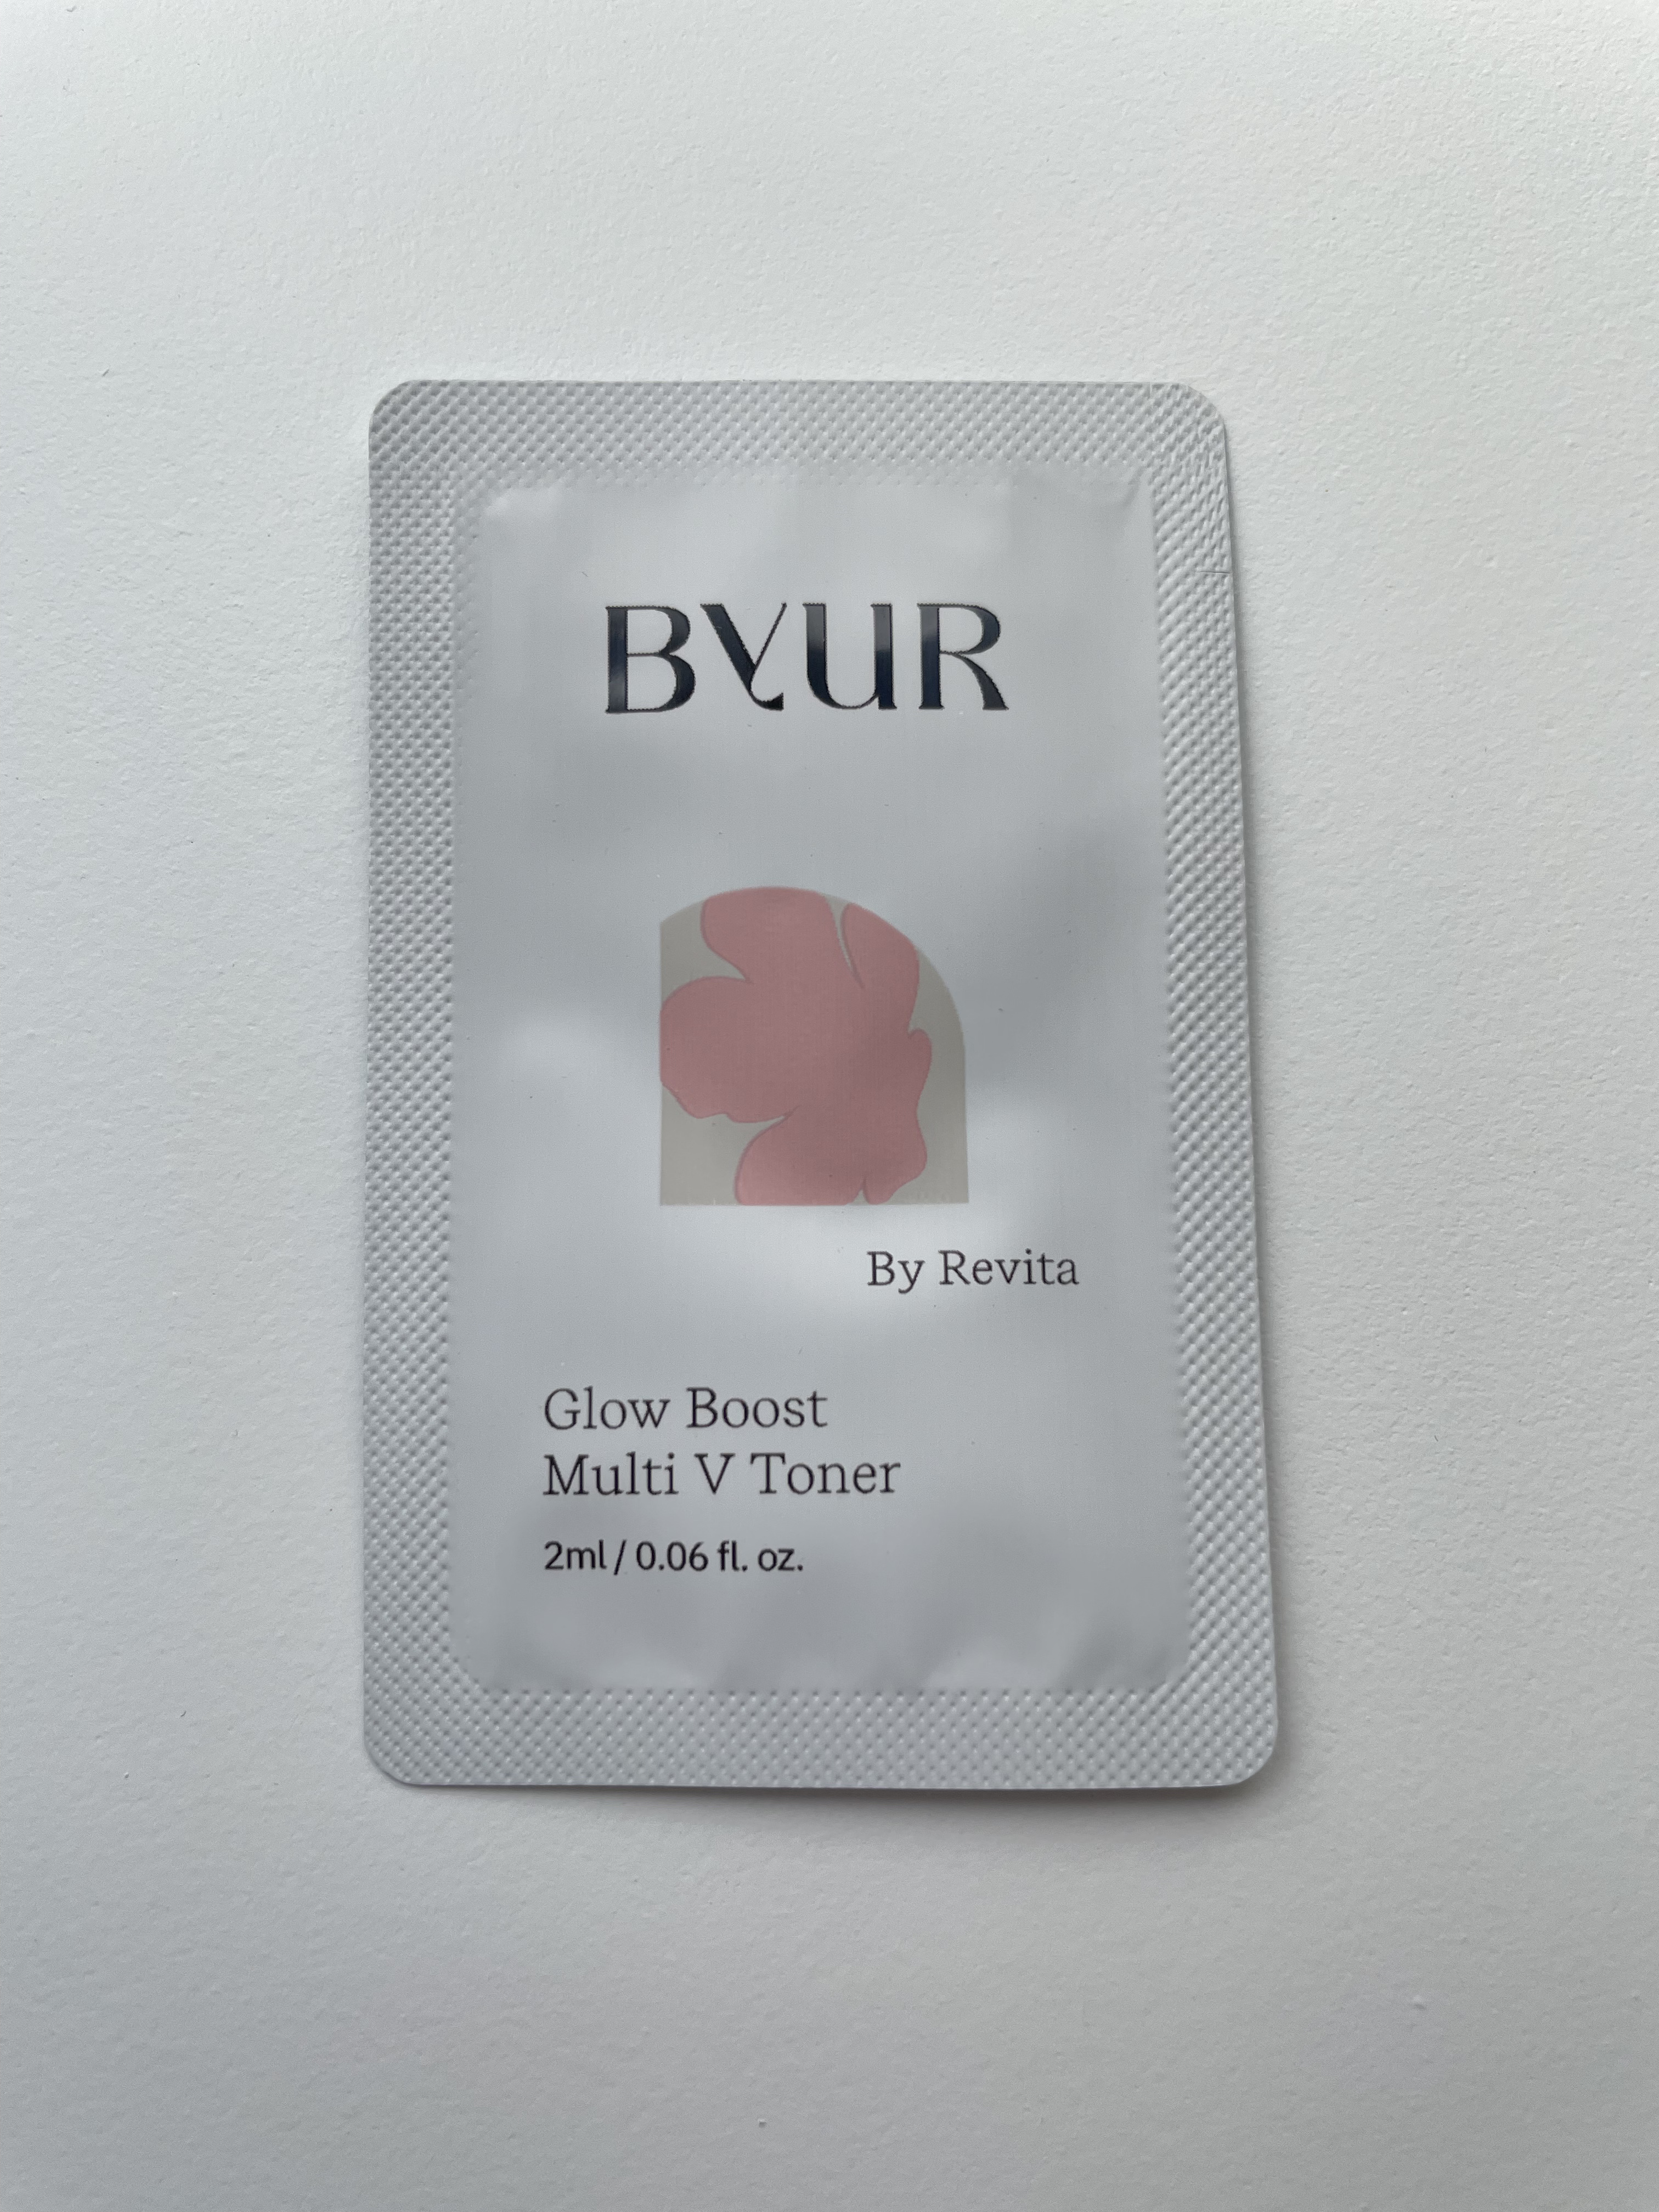 BYUR
By Revita
Glow Boost
Multi V Toner
2ml / 0.06 fl. oz.